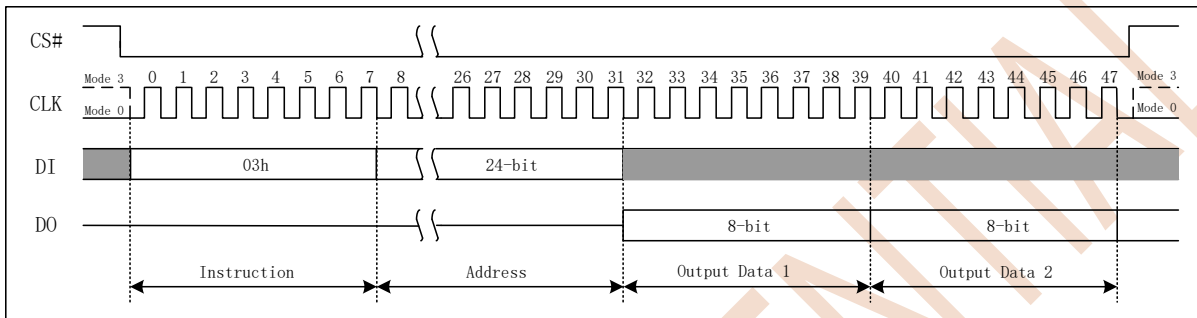 CS#
Mode 3 0 1 2 3 4 5 6 7 8 26 27 28 29 30 31 32 33 34 35 36 37 38 39 40 41 42 43 44 45 46 47 Mode 3
CLK
Mode 0 Mode 0
DI 03h 24-bit
DO 8-bit 8-bit
Instruction Address Output Data 1 Output Data 2